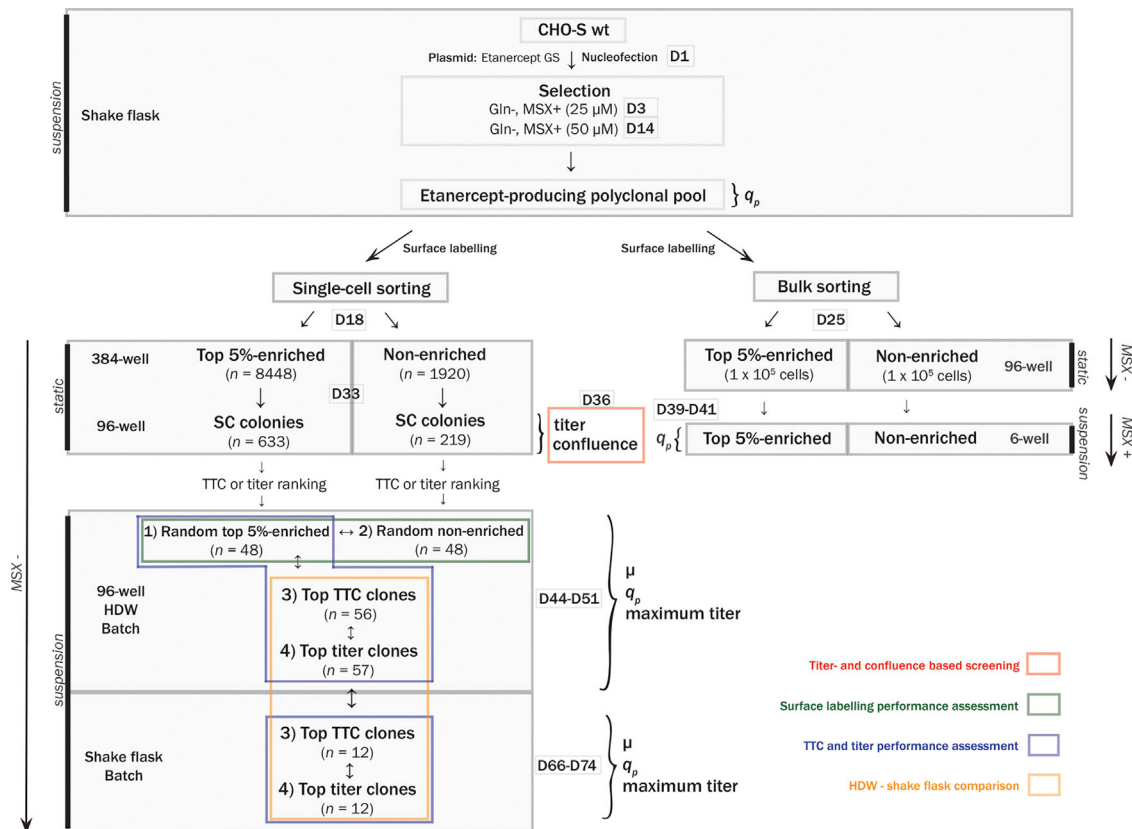 suspension
Shake flask
CHO-S wt
Plasmid: Etanercept GS ↓ Nucleofection D1
Selection
Gln-, MSX+ (25 µM) D3
Gln-, MSX+ (50 µM) D14
↓
Etanercept-producing polyclonal pool } qp
Surface labelling
Surface labelling
Single-cell sorting
D18
Bulk sorting
D25
MSX -
static
384-well
Top 5%-enriched
(n = 8448)
Non-enriched
(n = 1920)
D33
96-well
SC colonies
(n = 633)
SC colonies
(n = 219)
D36
titer
confluence
Top 5%-enriched
(1 x 10⁵ cells)
Non-enriched
(1 x 10⁵ cells)
96-well
static
MSX -
D39-D41
qp {
Top 5%-enriched
Non-enriched
6-well
suspension
MSX +
TTC or titer ranking
TTC or titer ranking
suspension
1) Random top 5%-enriched ↔ 2) Random non-enriched
(n = 48)
(n = 48)
96-well
HDW
Batch
3) Top TTC clones
(n = 56)
4) Top titer clones
(n = 57)
D44-D51
µ
qp
maximum titer
Shake flask
Batch
3) Top TTC clones
(n = 12)
4) Top titer clones
(n = 12)
D66-D74
µ
qp
maximum titer
Titer- and confluence based screening
Surface labelling performance assessment
TTC and titer performance assessment
HDW - shake flask comparison